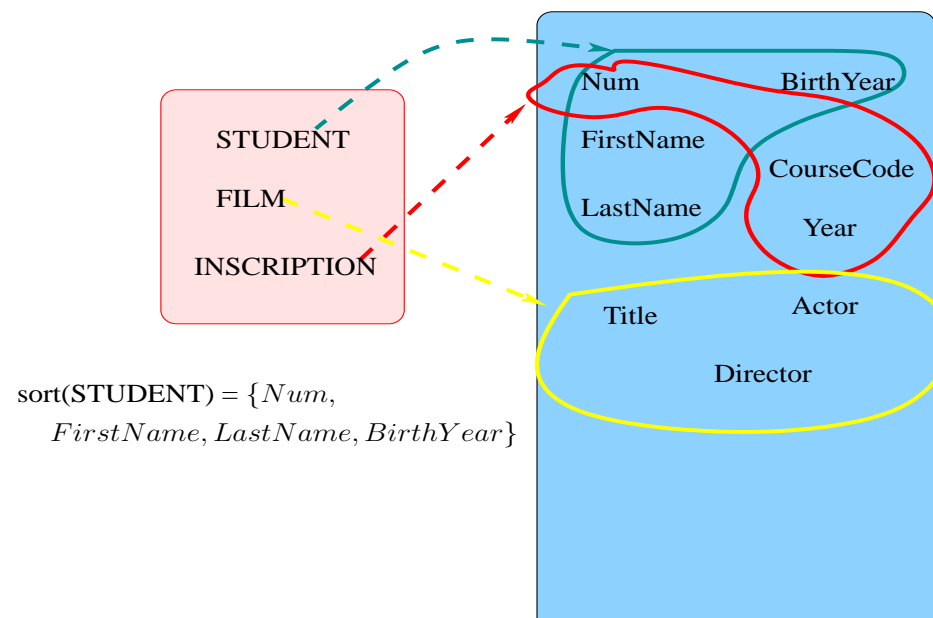 STUDENT
FILM
INSCRIPTION
Num
BirthYear
FirstName
CourseCode
LastName
Year
Title
Actor
Director
sort(STUDENT) = {Num,
FirstName, LastName, BirthYear}